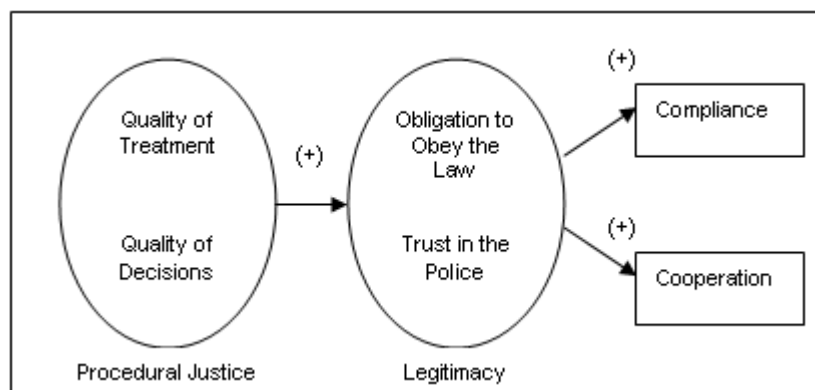 Quality of
Treatment
Quality of
Decisions
Procedural Justice
(+)
Obligation to
Obey the
Law
Trust in the
Police
Legitimacy
(+)
Compliance
(+)
Cooperation